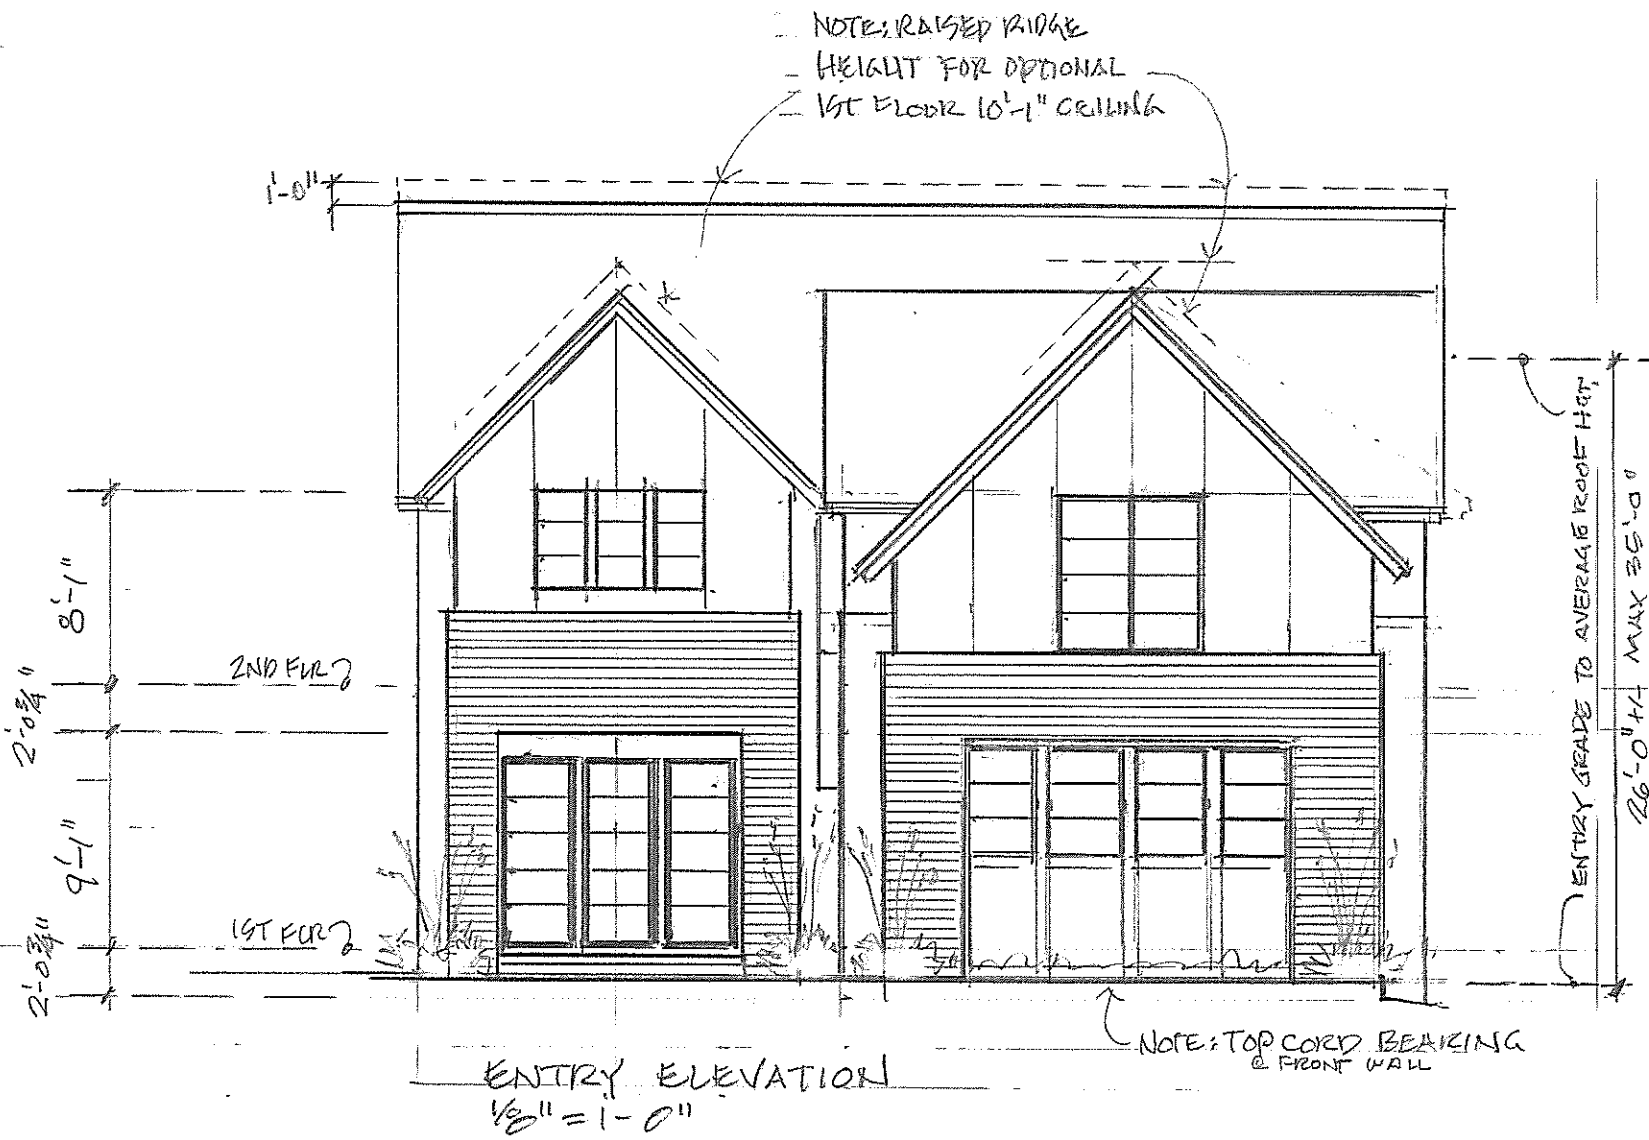 NOTE: RAISED RIDGE
HEIGHT FOR OPTIONAL
1ST FLOOR 10'-1" CEILING
1'-0"
8'-1"
2ND FLR
2'-0 3/4"
9'-1"
1ST FLR
2'-0 3/4"
ENTRY GRADE TO AVERAGE ROOF HGT.
26'-0" +/- MAX 35'-0"
NOTE: TOP CORD BEARING
@ FRONT WALL
ENTRY ELEVATION
1/8" = 1-0"